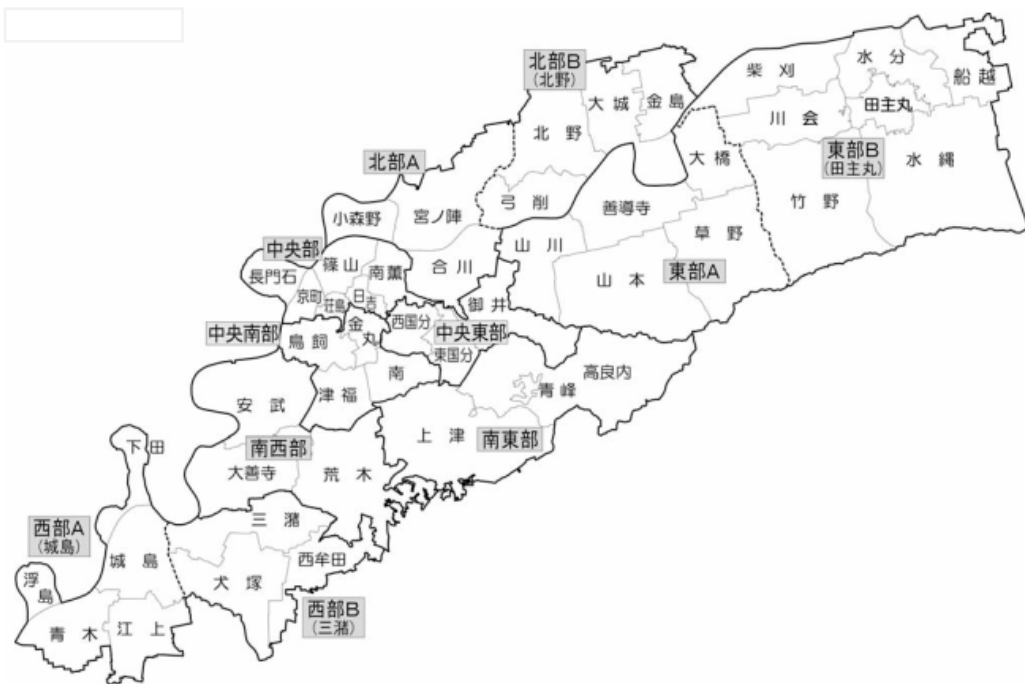 北部B
(北野)
柴刈
水分
船越
大城
金島
田主丸
川会
北野
大橋
東部B
(田主丸)
水縄
北部A
竹野
弓削
善導寺
小森野
宮ノ陣
草野
山川
中央部
篠山
南薫
合川
山本
東部A
長門石
京町
荘島
日吉
御井
西国分
中央南部
鳥飼
金丸
中央東部
東国分
高良内
南
青峰
津福
安武
上津
南東部
下田
南西部
大善寺
荒木
三潴
西部A
(城島)
城島
西牟田
浮島
犬塚
西部B
(三潴)
青木
江上